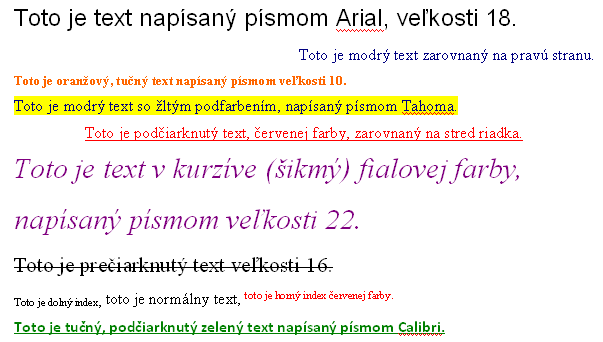 Toto je text napísaný písmom Arial, veľkosti 18.
Toto je modrý text zarovnaný na pravú stranu.
Toto je oranžový, tučný text napísaný písmom veľkosti 10.
Toto je modrý text so žltým podfarbením, napísaný písmom Tahoma.
Toto je podčiarknutý text, červenej farby, zarovnaný na stred riadka.
Toto je text v kurzíve (šikmý) fialovej farby,
napísaný písmom veľkosti 22.
Toto je prečiarknutý text veľkosti 16.
Toto je dolný index, toto je normálny text, toto je horný index červenej farby.
Toto je tučný, podčiarknutý zelený text napísaný písmom Calibri.